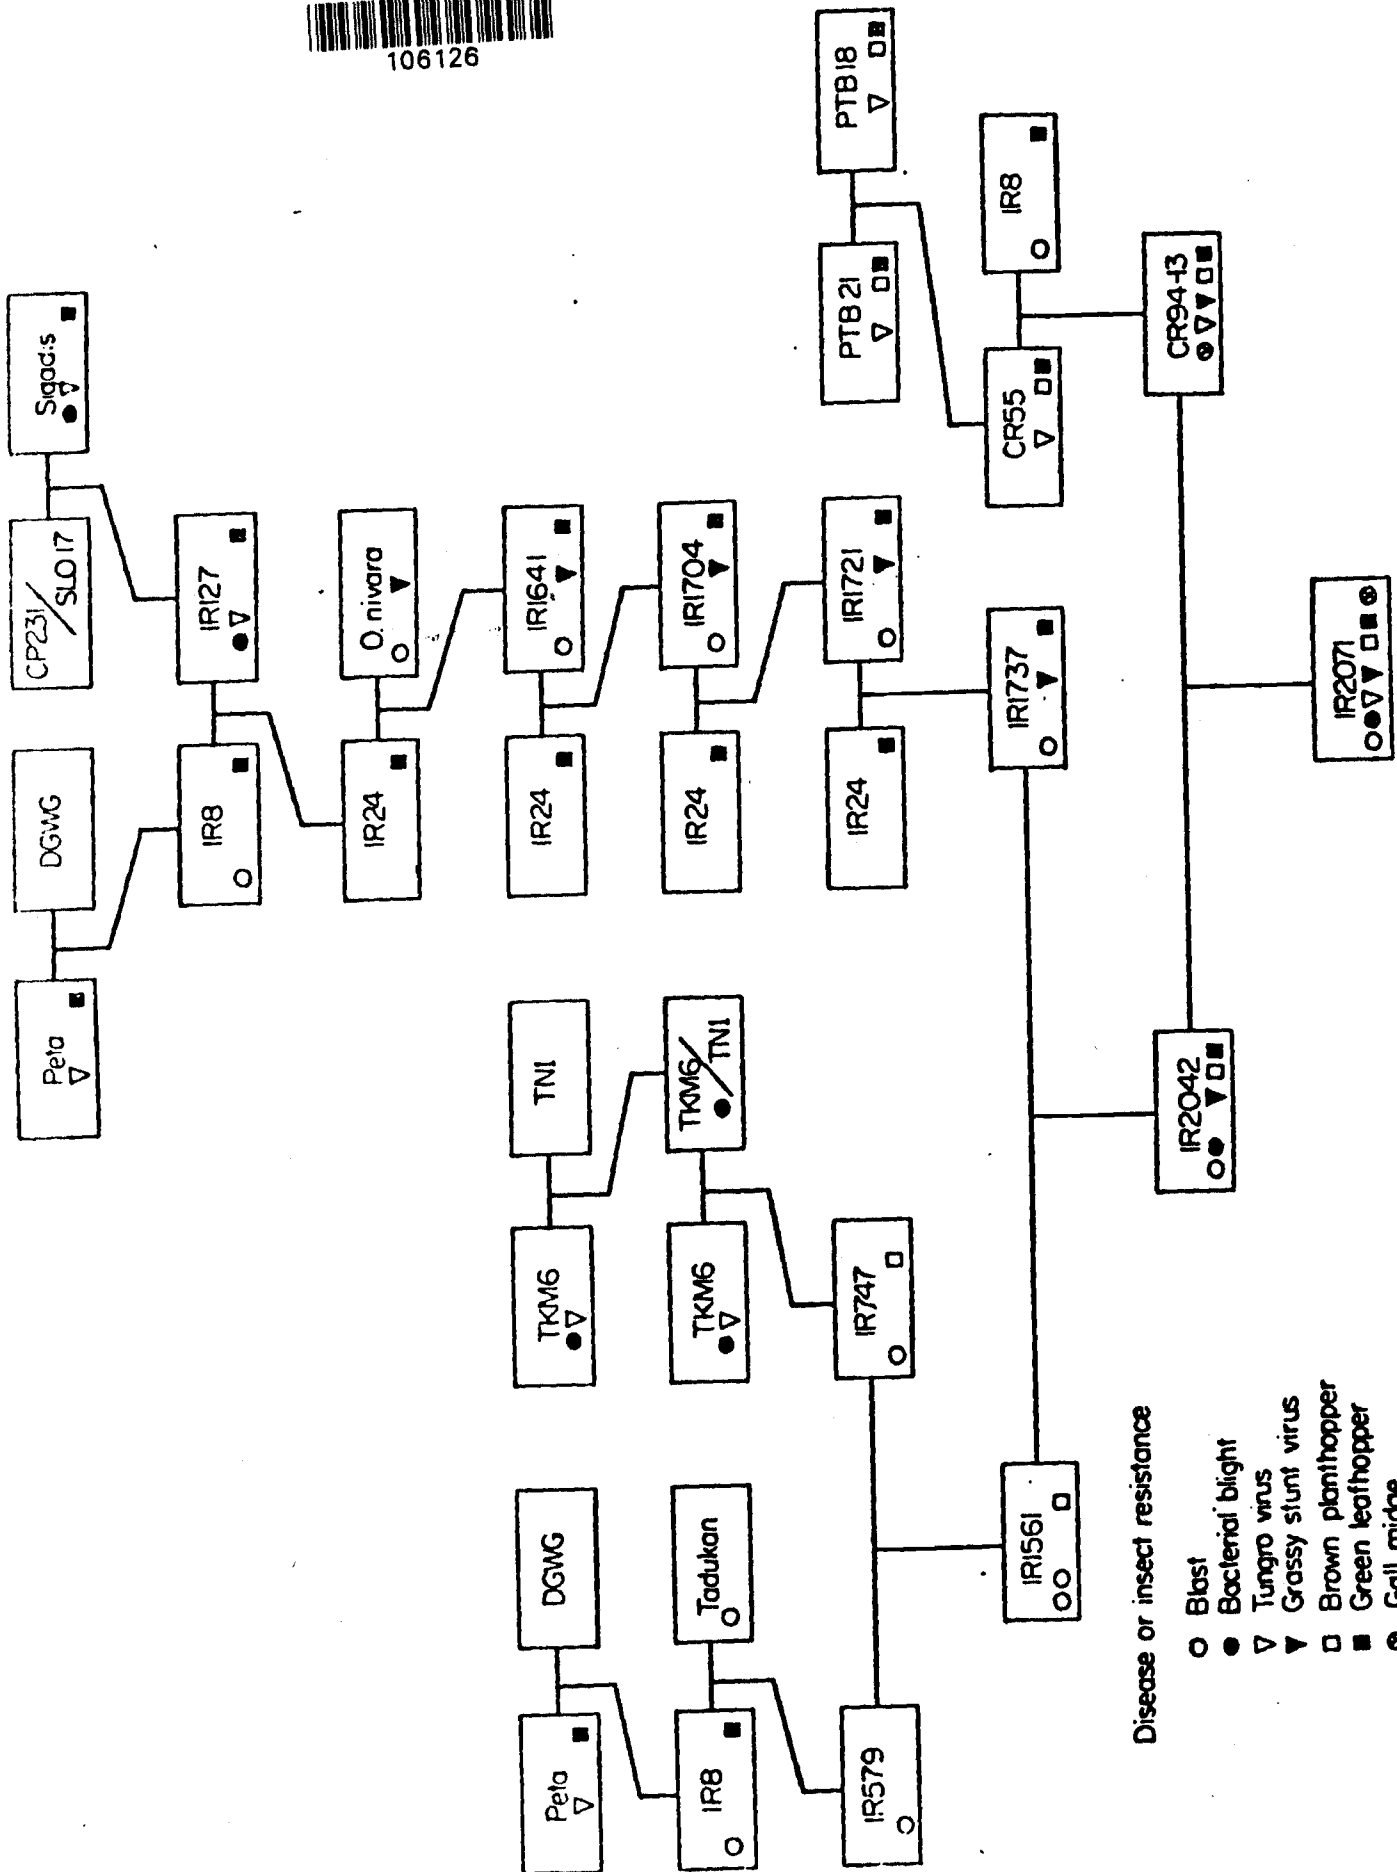 106126
Peta
DGWG
CP231/
SLO17
Sigadis
IR8
IR127
IR24
O. nivara
Peta
DGWG
TKM6
TN1
IR24
IR1641
IR8
Tadukan
TKM6
TKM6/
TN1
IR24
IR1704
IR579
IR747
IR24
IR1721
PTB21
PTB18
IR1561
IR1737
CR55
IR8
IR2042
CR94-13
IR2071
Disease or insect resistance
Blast
Bacterial blight
Tungro virus
Grassy stunt virus
Brown planthopper
Green leafhopper
Gall midge